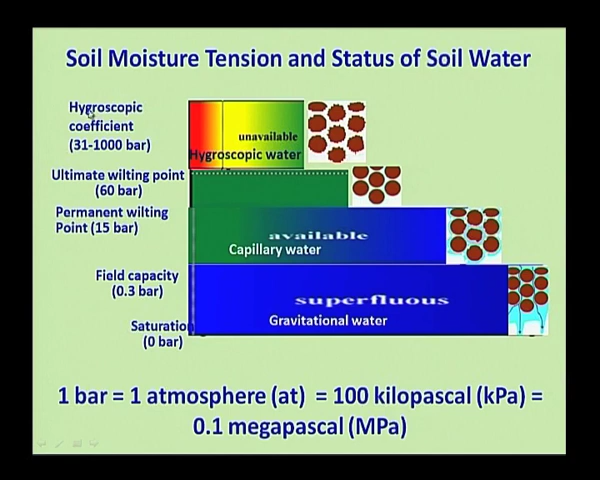 Soil Moisture Tension and Status of Soil Water
Hygroscopic
coefficient
(31-1000 bar)
unavailable
Hygroscopic water
Ultimate wilting point
(60 bar)
Permanent wilting
Point (15 bar)
available
Capillary water
Field capacity
(0.3 bar)
superfluous
Gravitational water
Saturation
(0 bar)
1 bar = 1 atmosphere (at) = 100 kilopascal (kPa) =
0.1 megapascal (MPa)